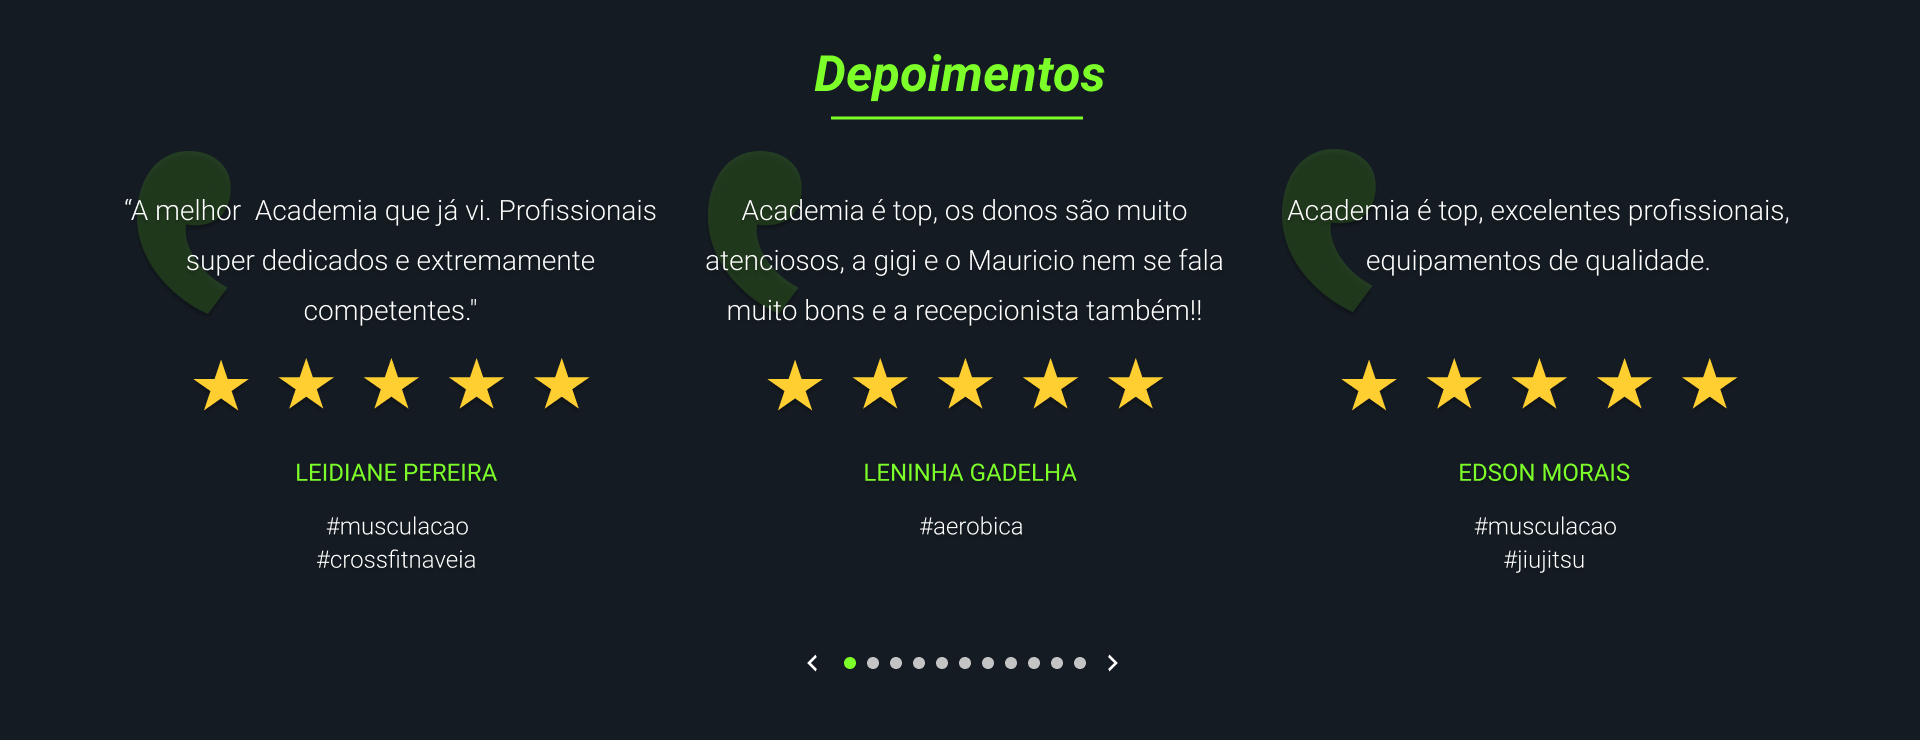 Depoimentos
“A melhor  Academia que já vi. Profissionais
super dedicados e extremamente
competentes."
LEIDIANE PEREIRA
#musculacao
#crossfitnaveia
Academia é top, os donos são muito
atenciosos, a gigi e o Mauricio nem se fala
muito bons e a recepcionista também!!
LENINHA GADELHA
#aerobica
Academia é top, excelentes profissionais,
equipamentos de qualidade.
EDSON MORAIS
#musculacao
#jiujitsu